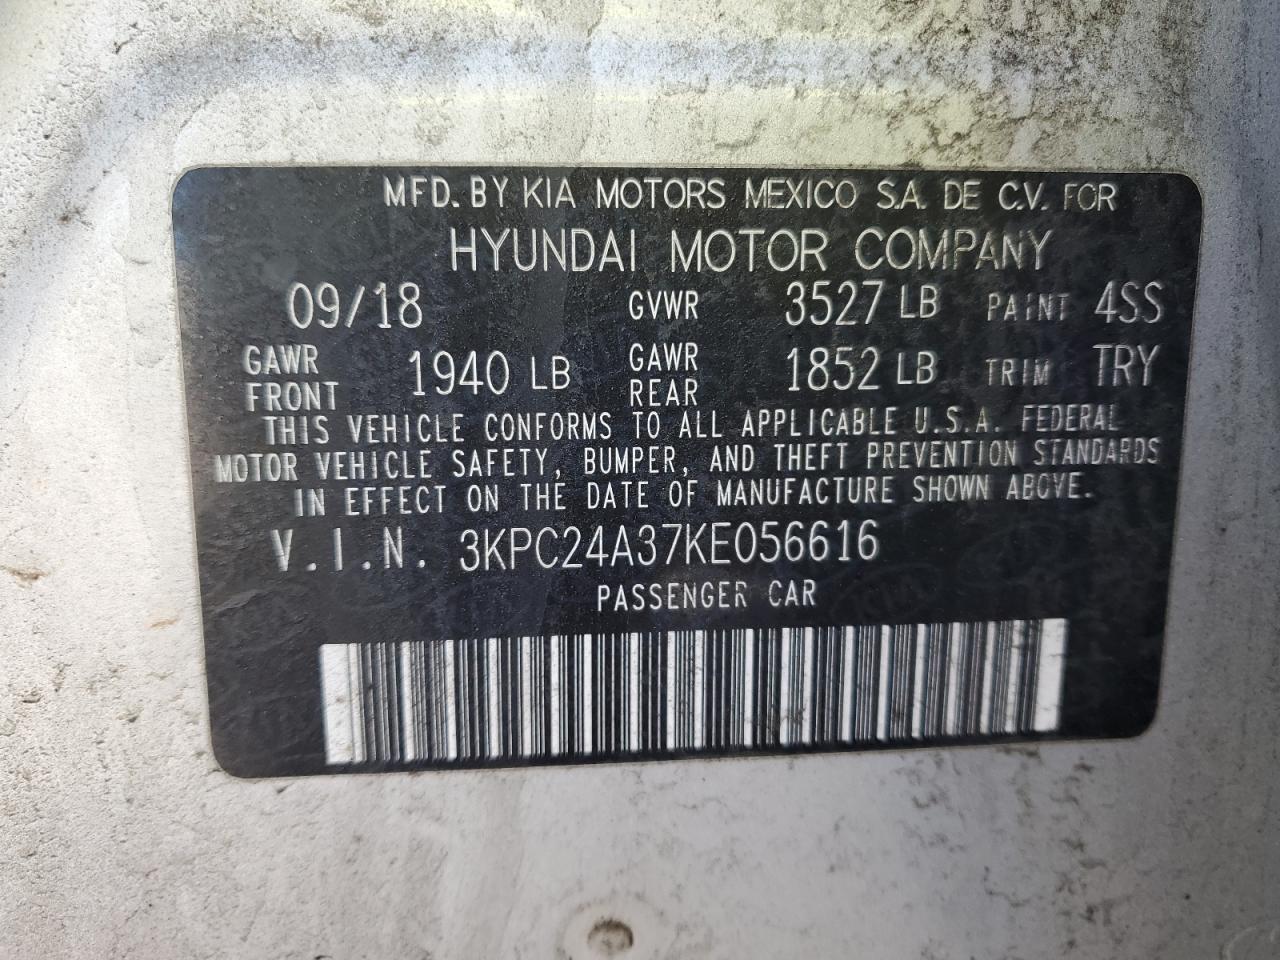 MFD. BY KIA MOTORS MEXICO S.A. DE C.V. FOR
HYUNDAI MOTOR COMPANY
09/18 GVWR 3527 LB PAINT 4SS
GAWR FRONT 1940 LB GAWR REAR 1852 LB TRIM TRY
THIS VEHICLE CONFORMS TO ALL APPLICABLE U.S.A. FEDERAL
MOTOR VEHICLE SAFETY, BUMPER, AND THEFT PREVENTION STANDARDS
IN EFFECT ON THE DATE OF MANUFACTURE SHOWN ABOVE.
V.I.N. 3KPC24A37KE056616
PASSENGER CAR